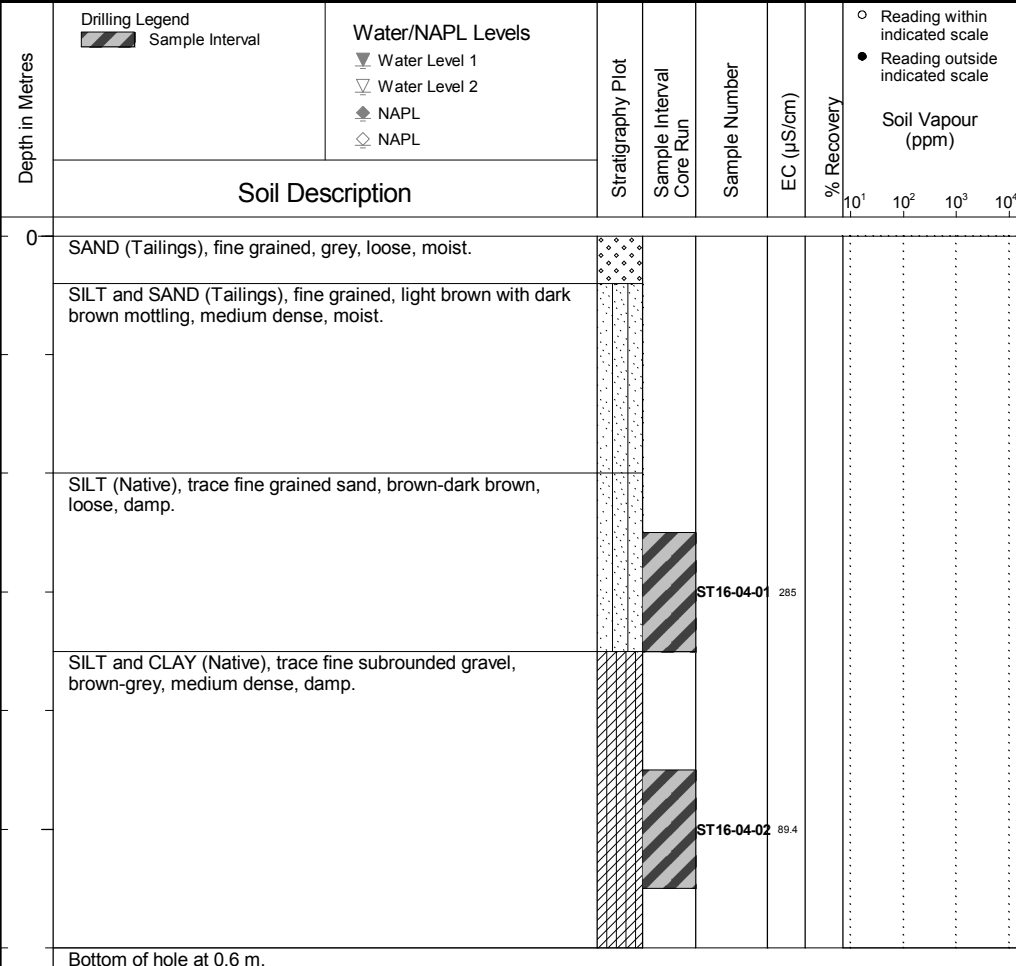 Depth in Metres
Drilling Legend
Sample Interval
Water/NAPL Levels
Water Level 1
Water Level 2
NAPL
NAPL
Soil Description
Stratigraphy Plot
Sample Interval
Core Run
Sample Number
EC (µS/cm)
% Recovery
Reading within
indicated scale
Reading outside
indicated scale
Soil Vapour
(ppm)
10¹ 10² 10³ 10⁴
0
SAND (Tailings), fine grained, grey, loose, moist.
SILT and SAND (Tailings), fine grained, light brown with dark
brown mottling, medium dense, moist.
SILT (Native), trace fine grained sand, brown-dark brown,
loose, damp.
ST16-04-01 285
SILT and CLAY (Native), trace fine subrounded gravel,
brown-grey, medium dense, damp.
ST16-04-02 89.4
Bottom of hole at 0.6 m.